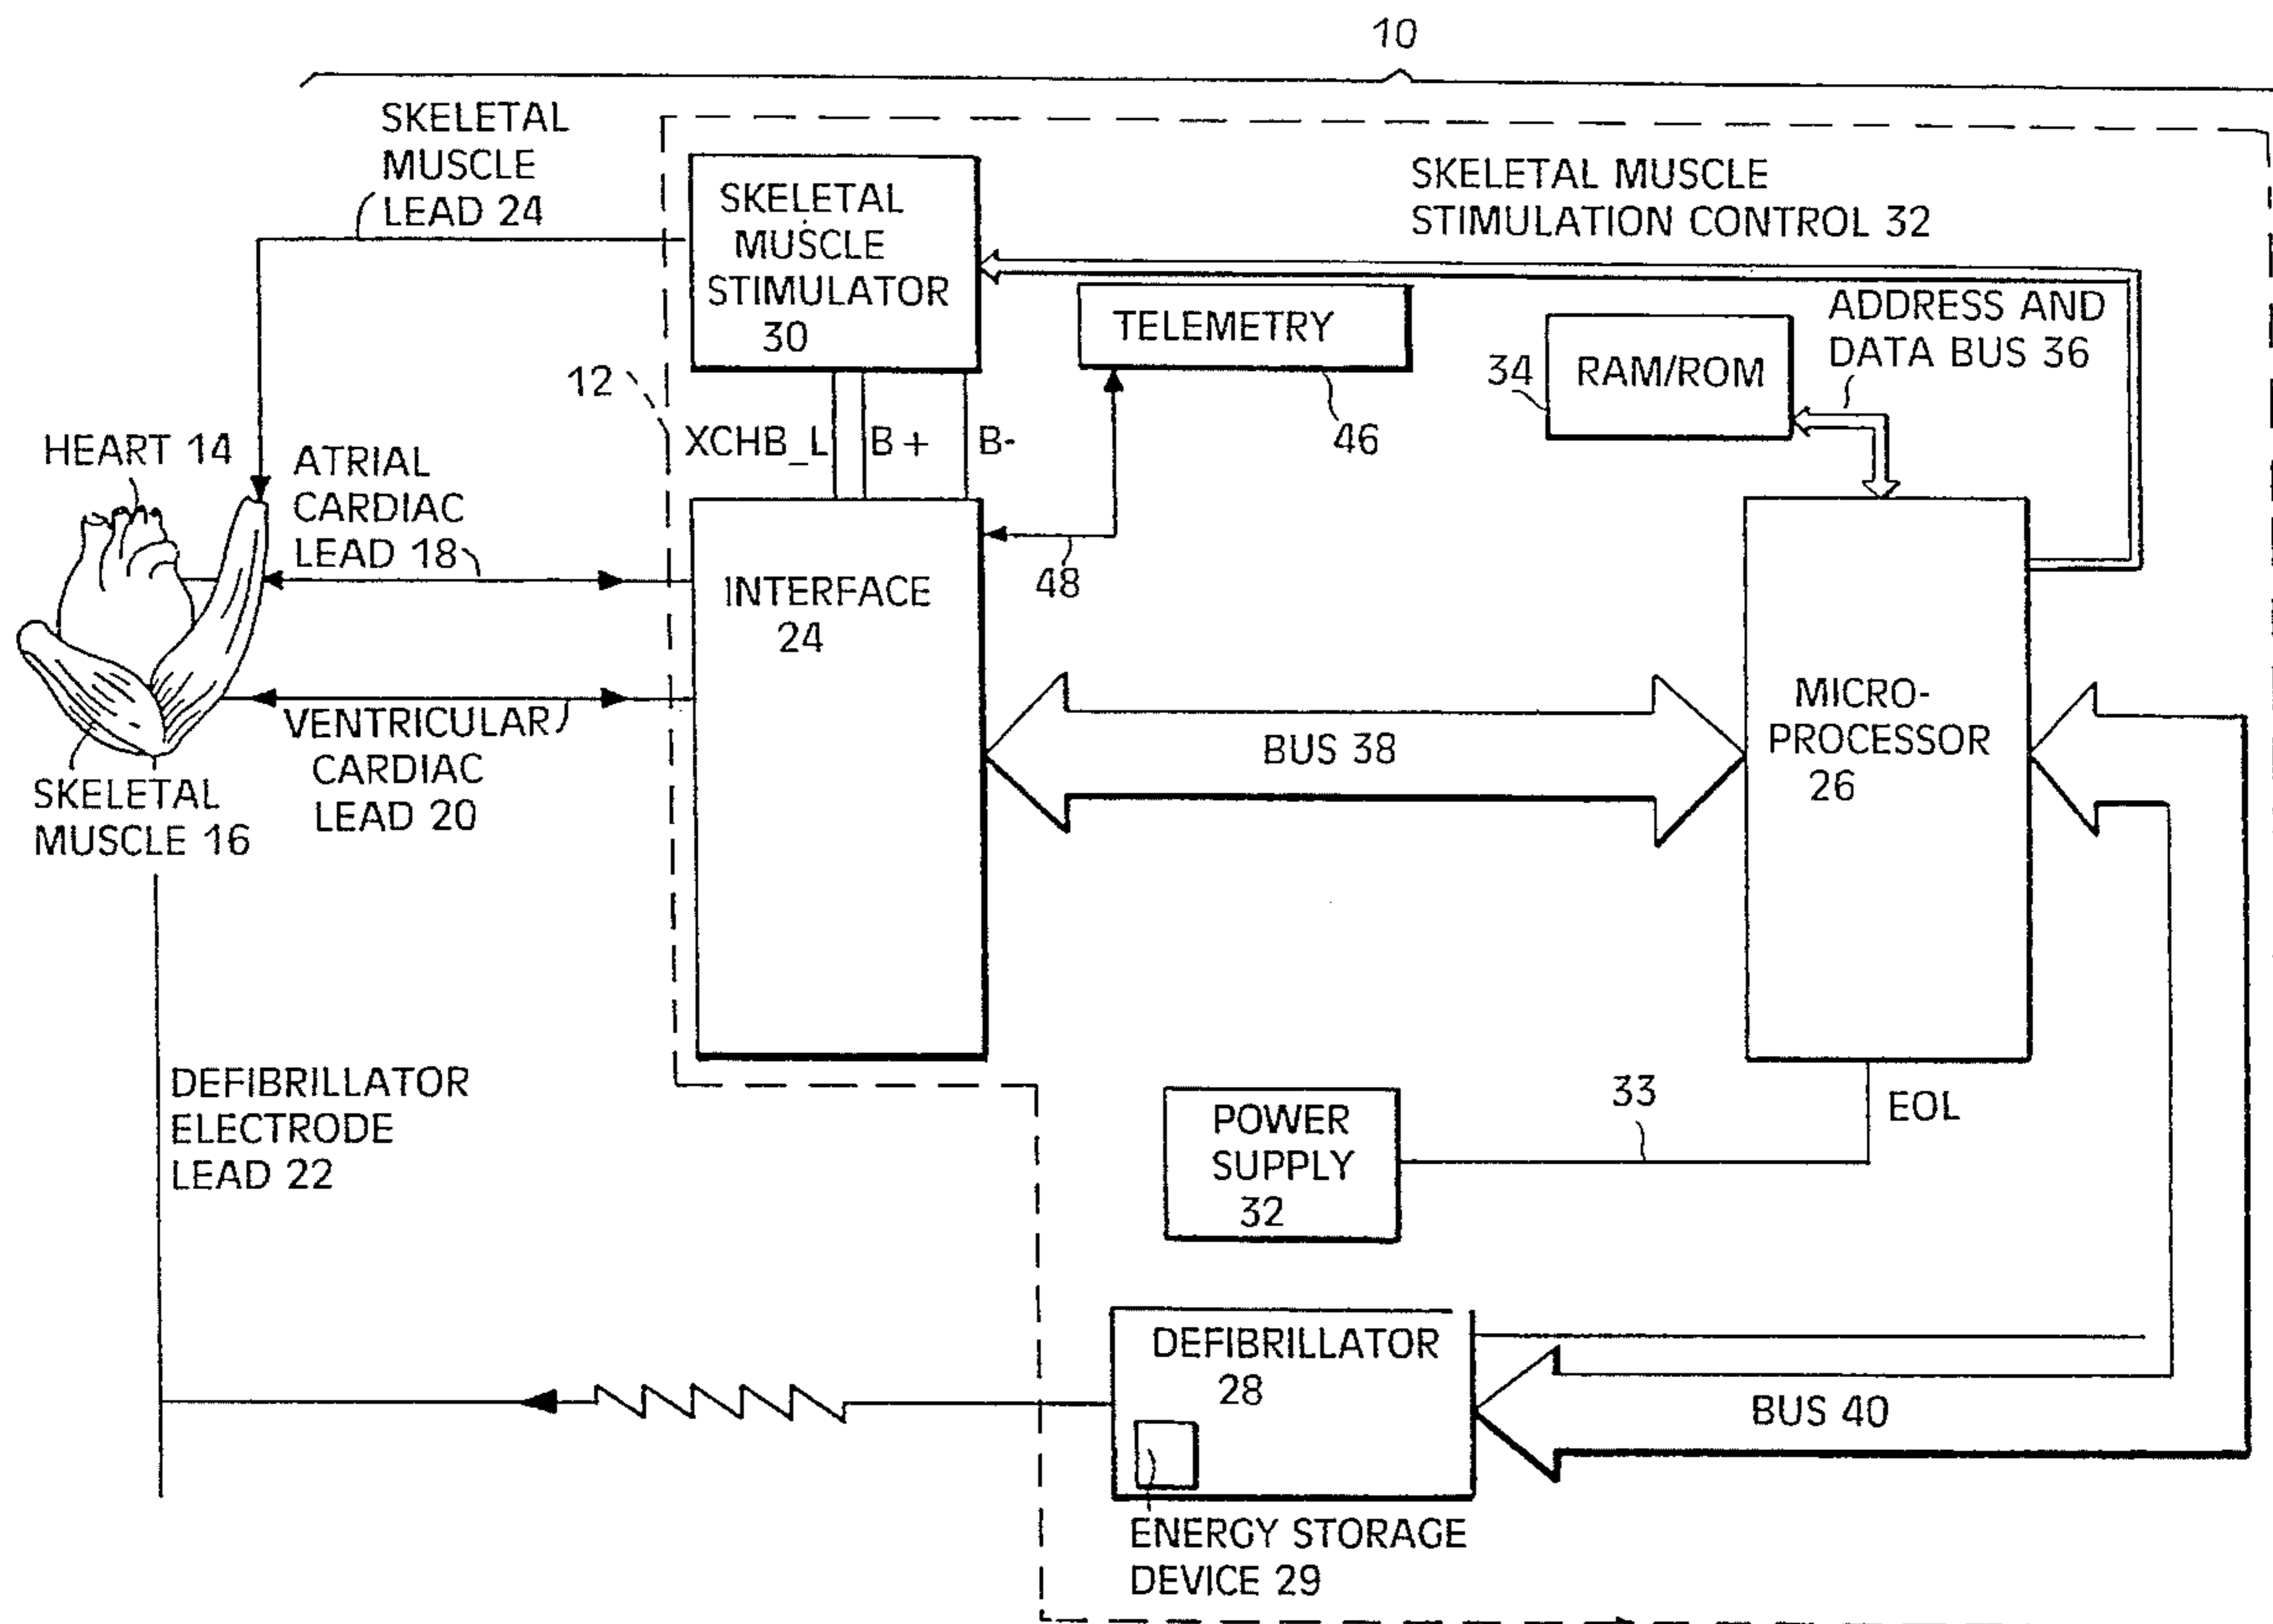 10
SKELETAL
MUSCLE
LEAD 24
SKELETAL
MUSCLE
STIMULATOR
30
SKELETAL MUSCLE
STIMULATION CONTROL 32
TELEMETRY
46
48
RAM/ROM
34
ADDRESS AND
DATA BUS 36
12
XCHB_L
B+
B-
HEART 14
ATRIAL
CARDIAC
LEAD 18
INTERFACE
24
VENTRICULAR
CARDIAC
LEAD 20
SKELETAL
MUSCLE 16
BUS 38
MICRO-
PROCESSOR
26
DEFIBRILLATOR
ELECTRODE
LEAD 22
POWER
SUPPLY
32
33
EOL
DEFIBRILLATOR
28
BUS 40
ENERGY STORAGE
DEVICE 29